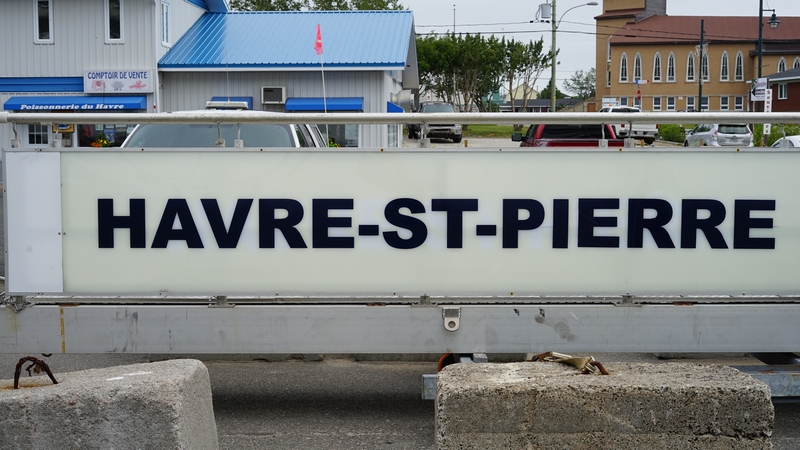 COMPTOIR DE VENTE
Poissonnerie du Havre
HAVRE-ST-PIERRE